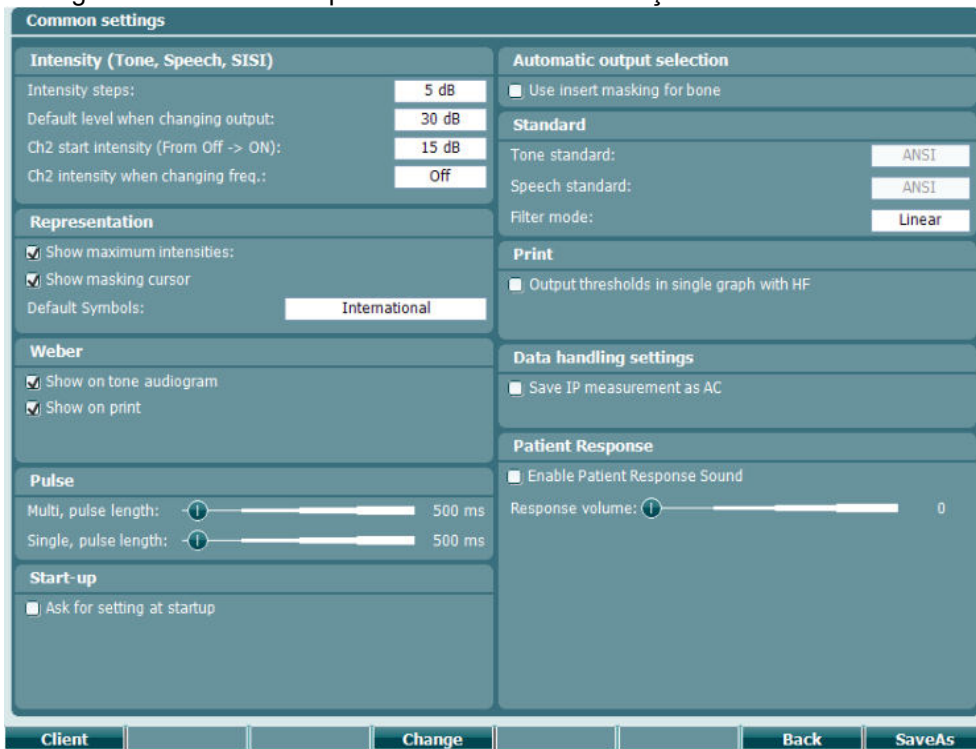 Common settings
Intensity (Tone, Speech, SISI)
Intensity steps: 5 dB
Default level when changing output: 30 dB
Ch2 start intensity (From Off -> ON): 15 dB
Ch2 intensity when changing freq.: Off
Representation
Show maximum intensities:
Show masking cursor
Default Symbols: International
Weber
Show on tone audiogram
Show on print
Pulse
Multi, pulse length: 500 ms
Single, pulse length: 500 ms
Start-up
Ask for setting at startup
Automatic output selection
Use insert masking for bone
Standard
Tone standard: ANSI
Speech standard: ANSI
Filter mode: Linear
Print
Output thresholds in single graph with HF
Data handling settings
Save IP measurement as AC
Patient Response
Enable Patient Response Sound
Response volume: 0
Client Change Back SaveAs